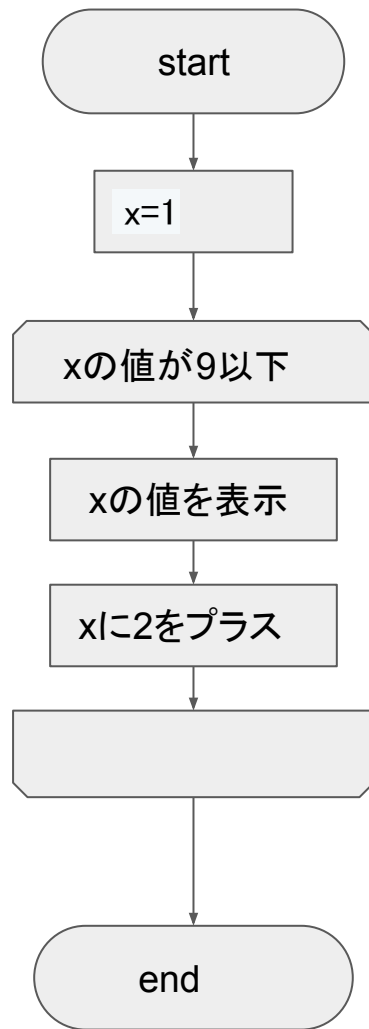 start
x=1
xの値が9以下
xの値を表示
xに2をプラス
end